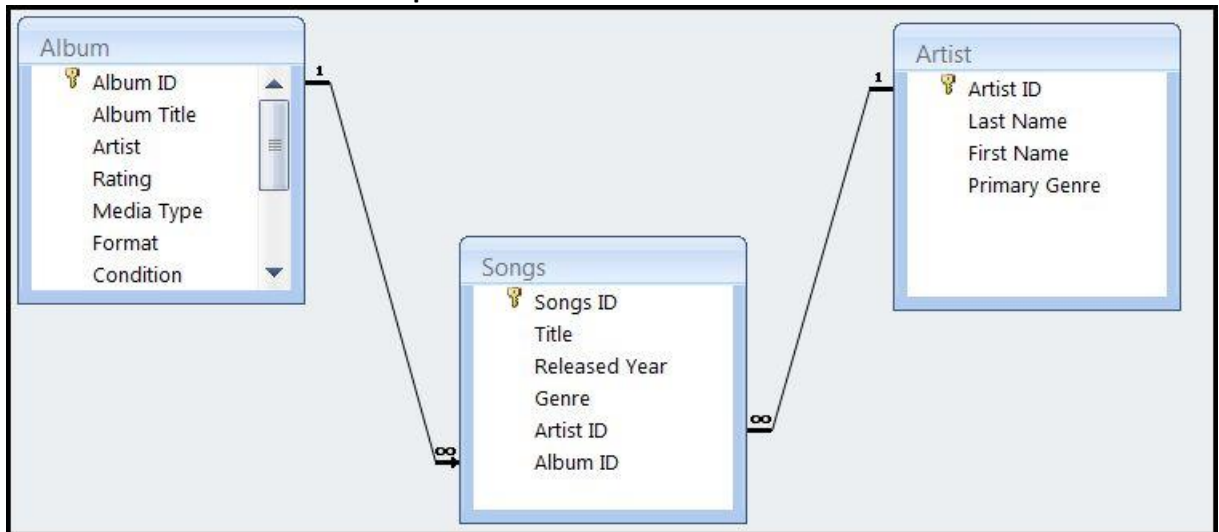 Album
Album ID
Album Title
Artist
Rating
Media Type
Format
Condition
1
∞
Songs
Songs ID
Title
Released Year
Genre
Artist ID
Album ID
∞
1
Artist
Artist ID
Last Name
First Name
Primary Genre